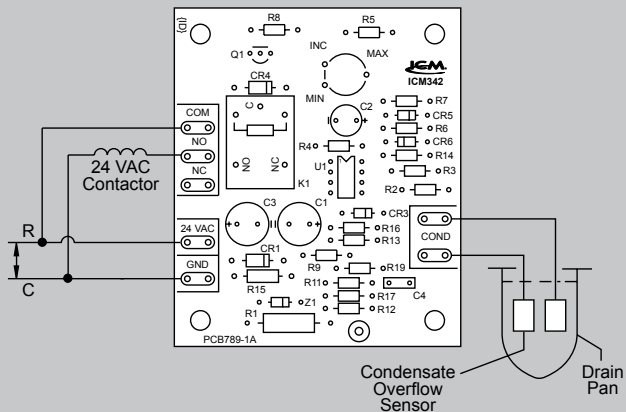 {ID}
R8
R5
Q1
INC
MAX
MIN
ICM
ICM342
CR4
C
NO
NC
K1
COM
NO
NC
C2
R7
CR5
R6
CR6
R14
R3
R2
R4
U1
24 VAC
Contactor
R
C
24 VAC
GND
C3
C1
CR3
R16
R13
COND
CR1
R9
R15
R19
R11
R17
R12
C4
Z1
R1
PCB789-1A
Condensate
Overflow
Sensor
Drain
Pan